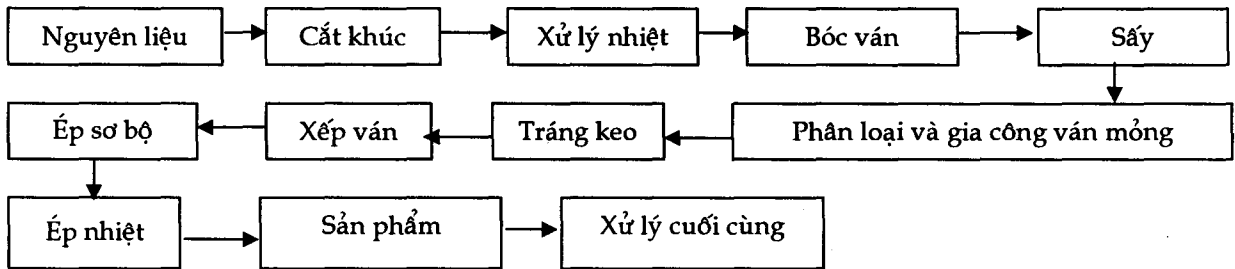 Nguyên liệu
Cắt khúc
Xử lý nhiệt
Bóc ván
Sấy
Phân loại và gia công ván mỏng
Tráng keo
Xếp ván
Ép sơ bộ
Ép nhiệt
Sản phẩm
Xử lý cuối cùng